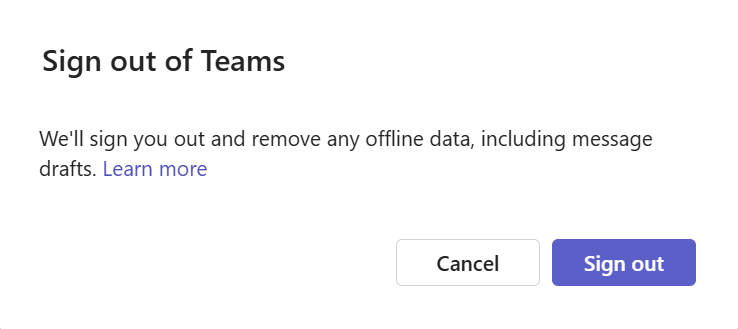 Sign out of Teams
We'll sign you out and remove any offline data, including message
drafts. Learn more
Cancel
Sign out